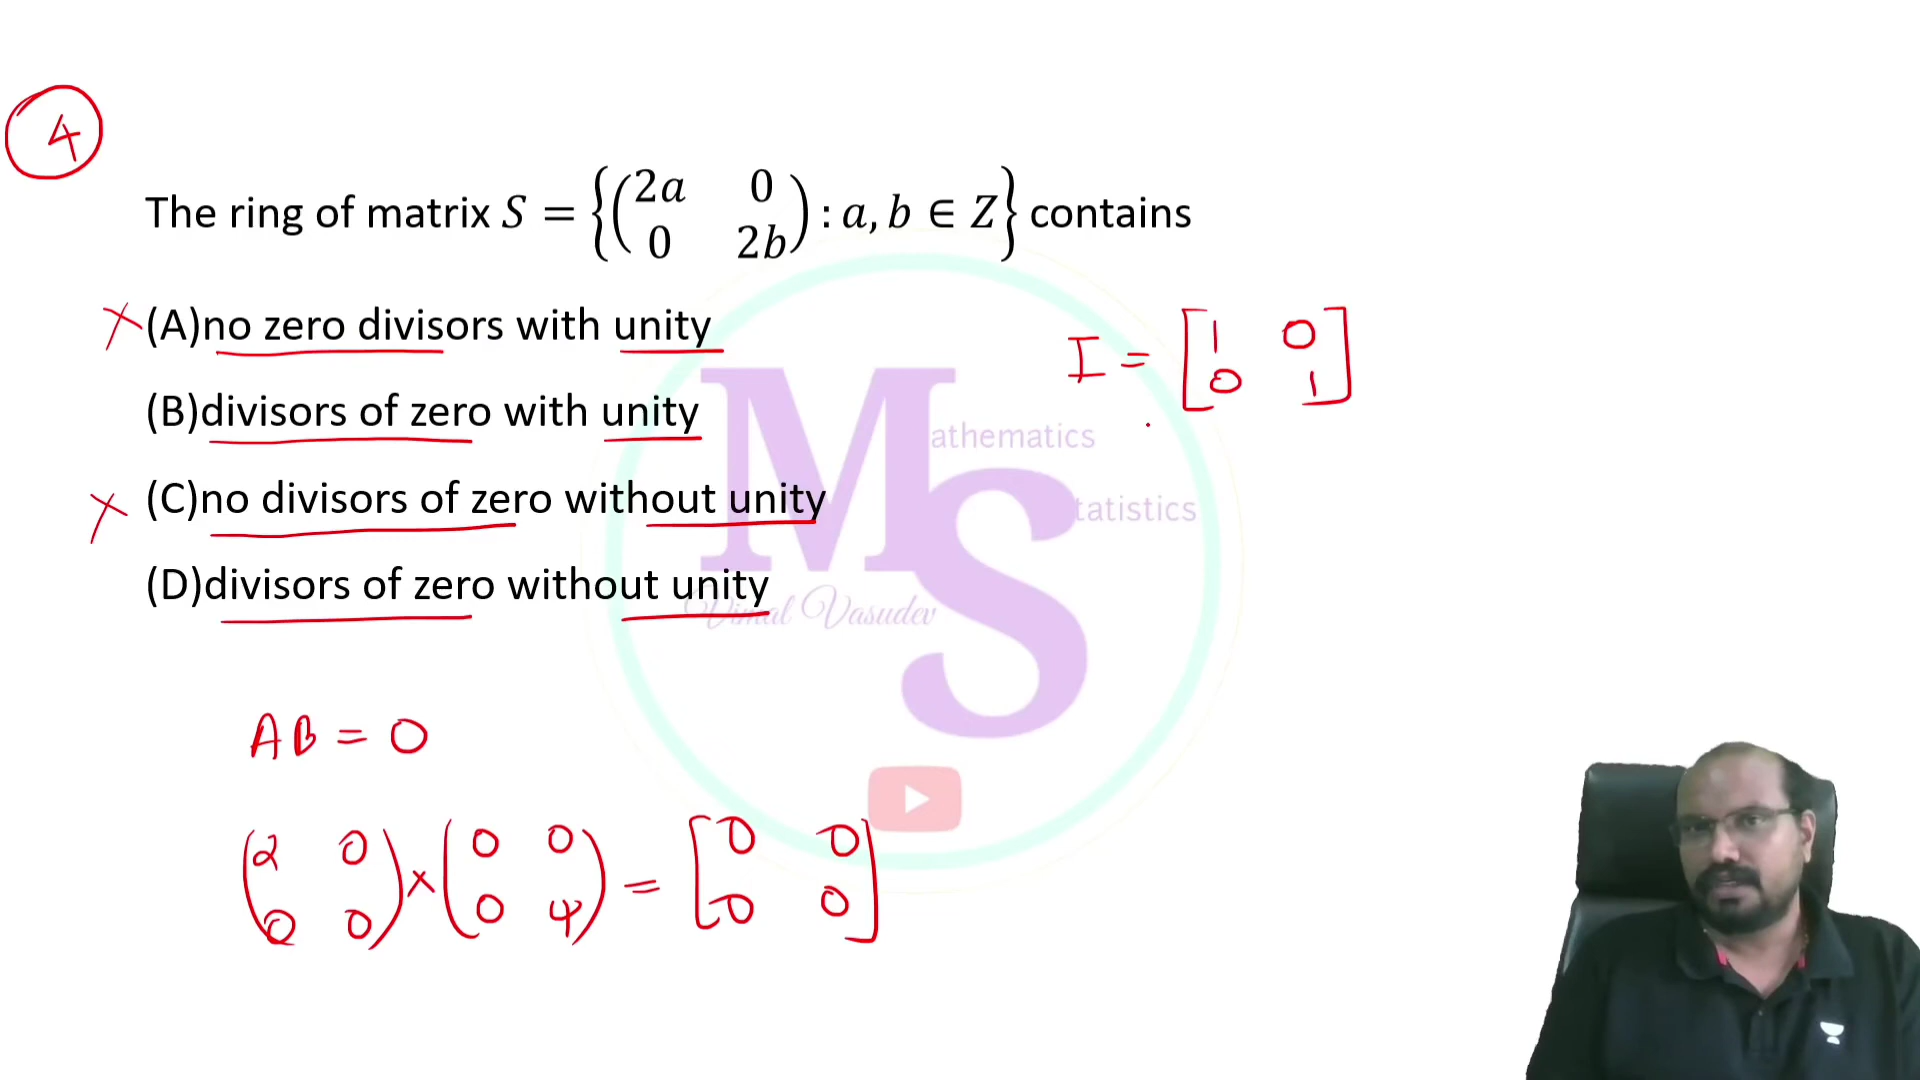 4
The ring of matrix S = {(2a 0
0 2b) : a, b ∈ Z} contains
(A)no zero divisors with unity
(B)divisors of zero with unity
(C)no divisors of zero without unity
(D)divisors of zero without unity
I = [1 0
0 1]
MS
athematics
tatistics
Vimal Vasudev
AB = 0
(2 0
0 0) × (0 0
0 4) = [0 0
0 0]